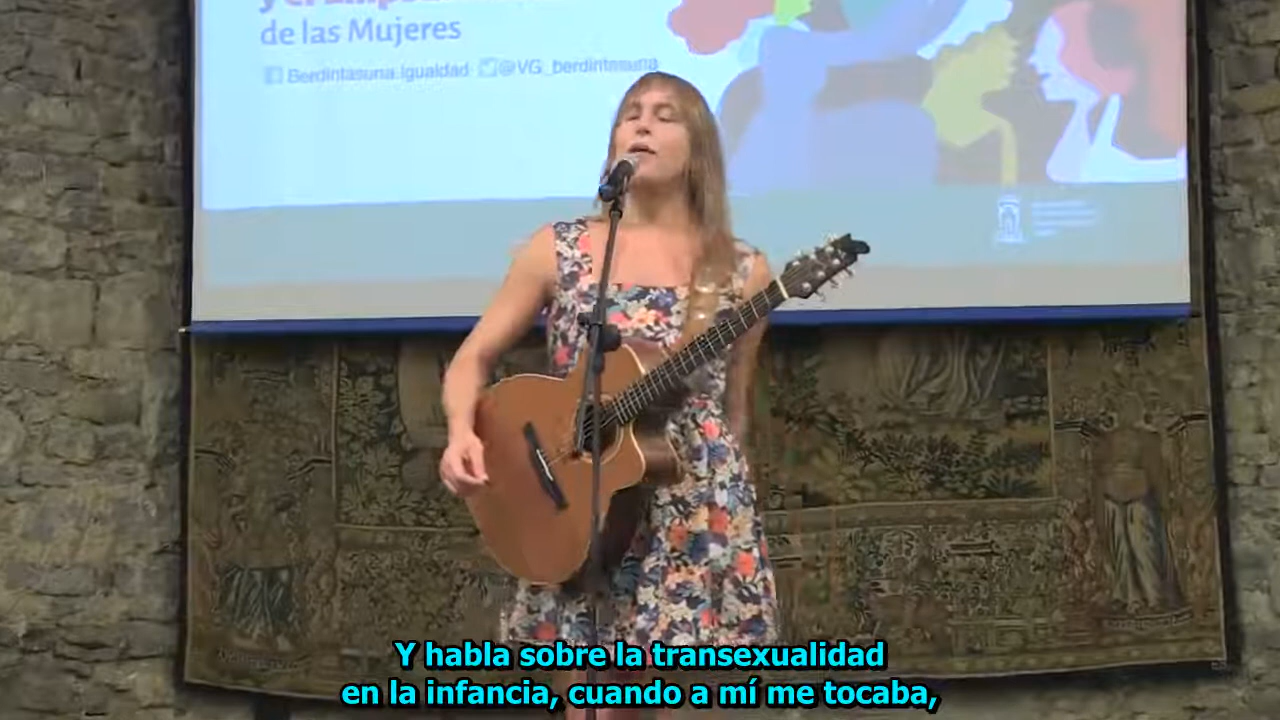 de las Mujeres
Berdintasuna.Igualdad @VG_berdintasuna
Y habla sobre la transexualidad
en la infancia, cuando a mí me tocaba,